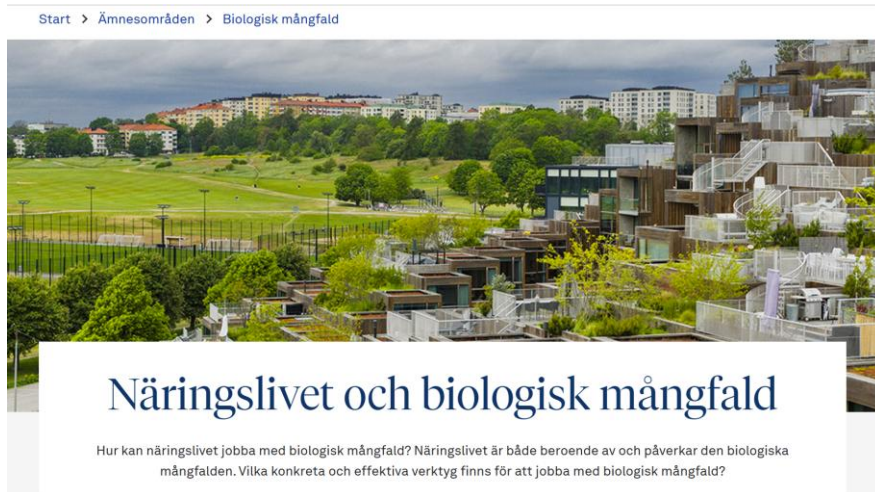 Start > Ämnesområden > Biologisk mångfald
Näringslivet och biologisk mångfald
Hur kan näringslivet jobba med biologisk mångfald? Näringslivet är både beroende av och påverkar den biologiska
mångfalden. Vilka konkreta och effektiva verktyg finns för att jobba med biologisk mångfald?